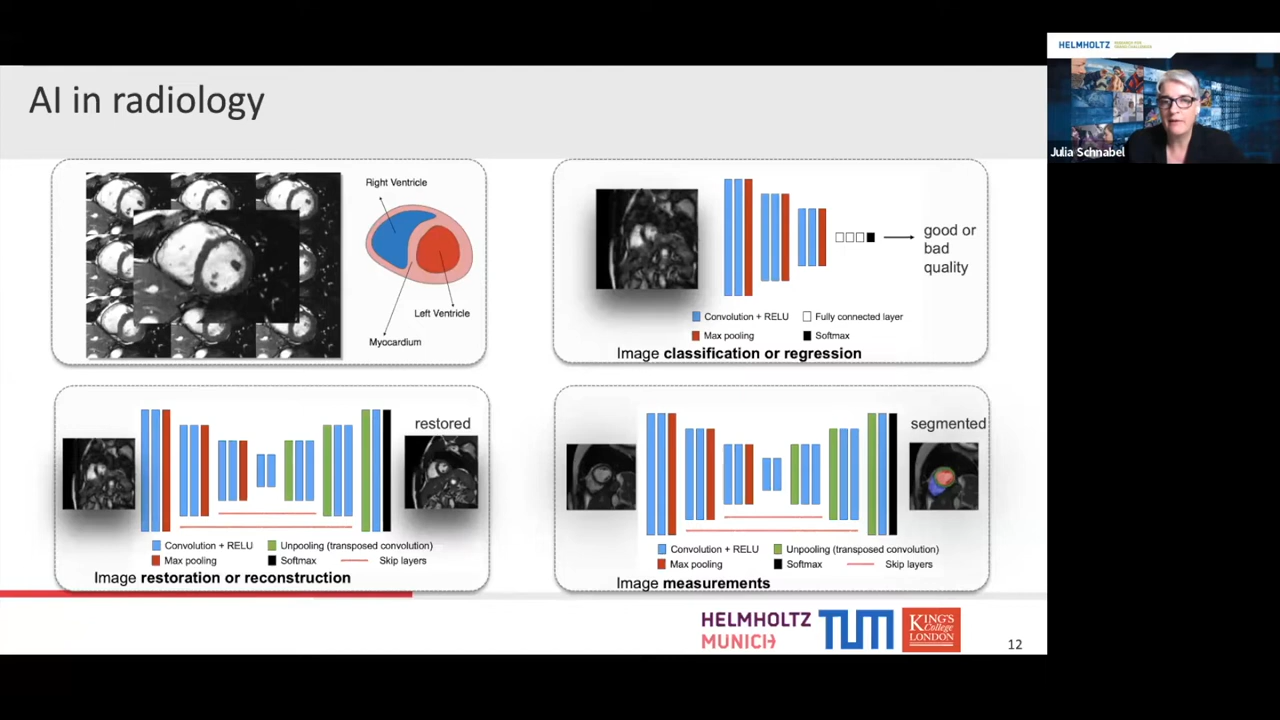 AI in radiology
HELMHOLTZ
Julia Schnabel
Right Ventricle
Left Ventricle
Myocardium
good or
bad
quality
Convolution + RELU
Fully connected layer
Max pooling
Softmax
Image classification or regression
restored
Convolution + RELU
Unpooling (transposed convolution)
Max pooling
Softmax
Skip layers
Image restoration or reconstruction
segmented
Convolution + RELU
Unpooling (transposed convolution)
Max pooling
Softmax
Skip layers
Image measurements
HELMHOLTZ
MUNICH
TUM
KING'S
College
LONDON
12